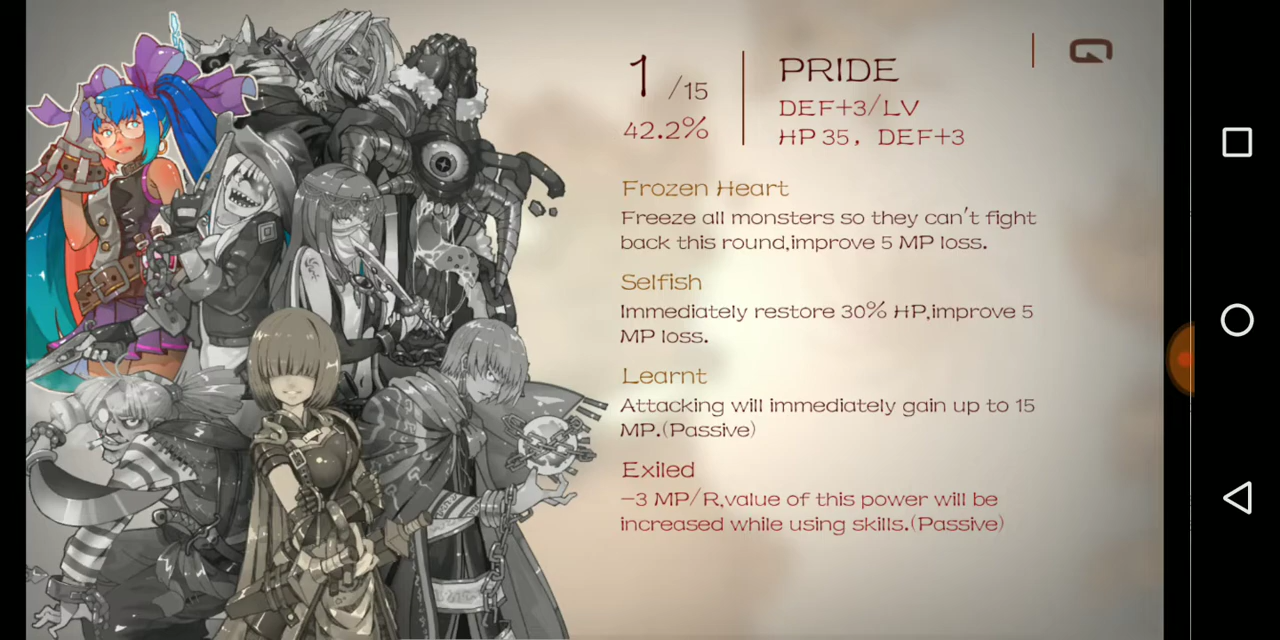 1 /15
42.2%
PRIDE
DEF+3/LV
HP 35, DEF+3
Frozen Heart
Freeze all monsters so they can't fight
back this round,improve 5 MP loss.
Selfish
Immediately restore 30% HP,improve 5
MP loss.
Learnt
Attacking will immediately gain up to 15
MP.(Passive)
Exiled
-3 MP/R,value of this power will be
increased while using skills.(Passive)